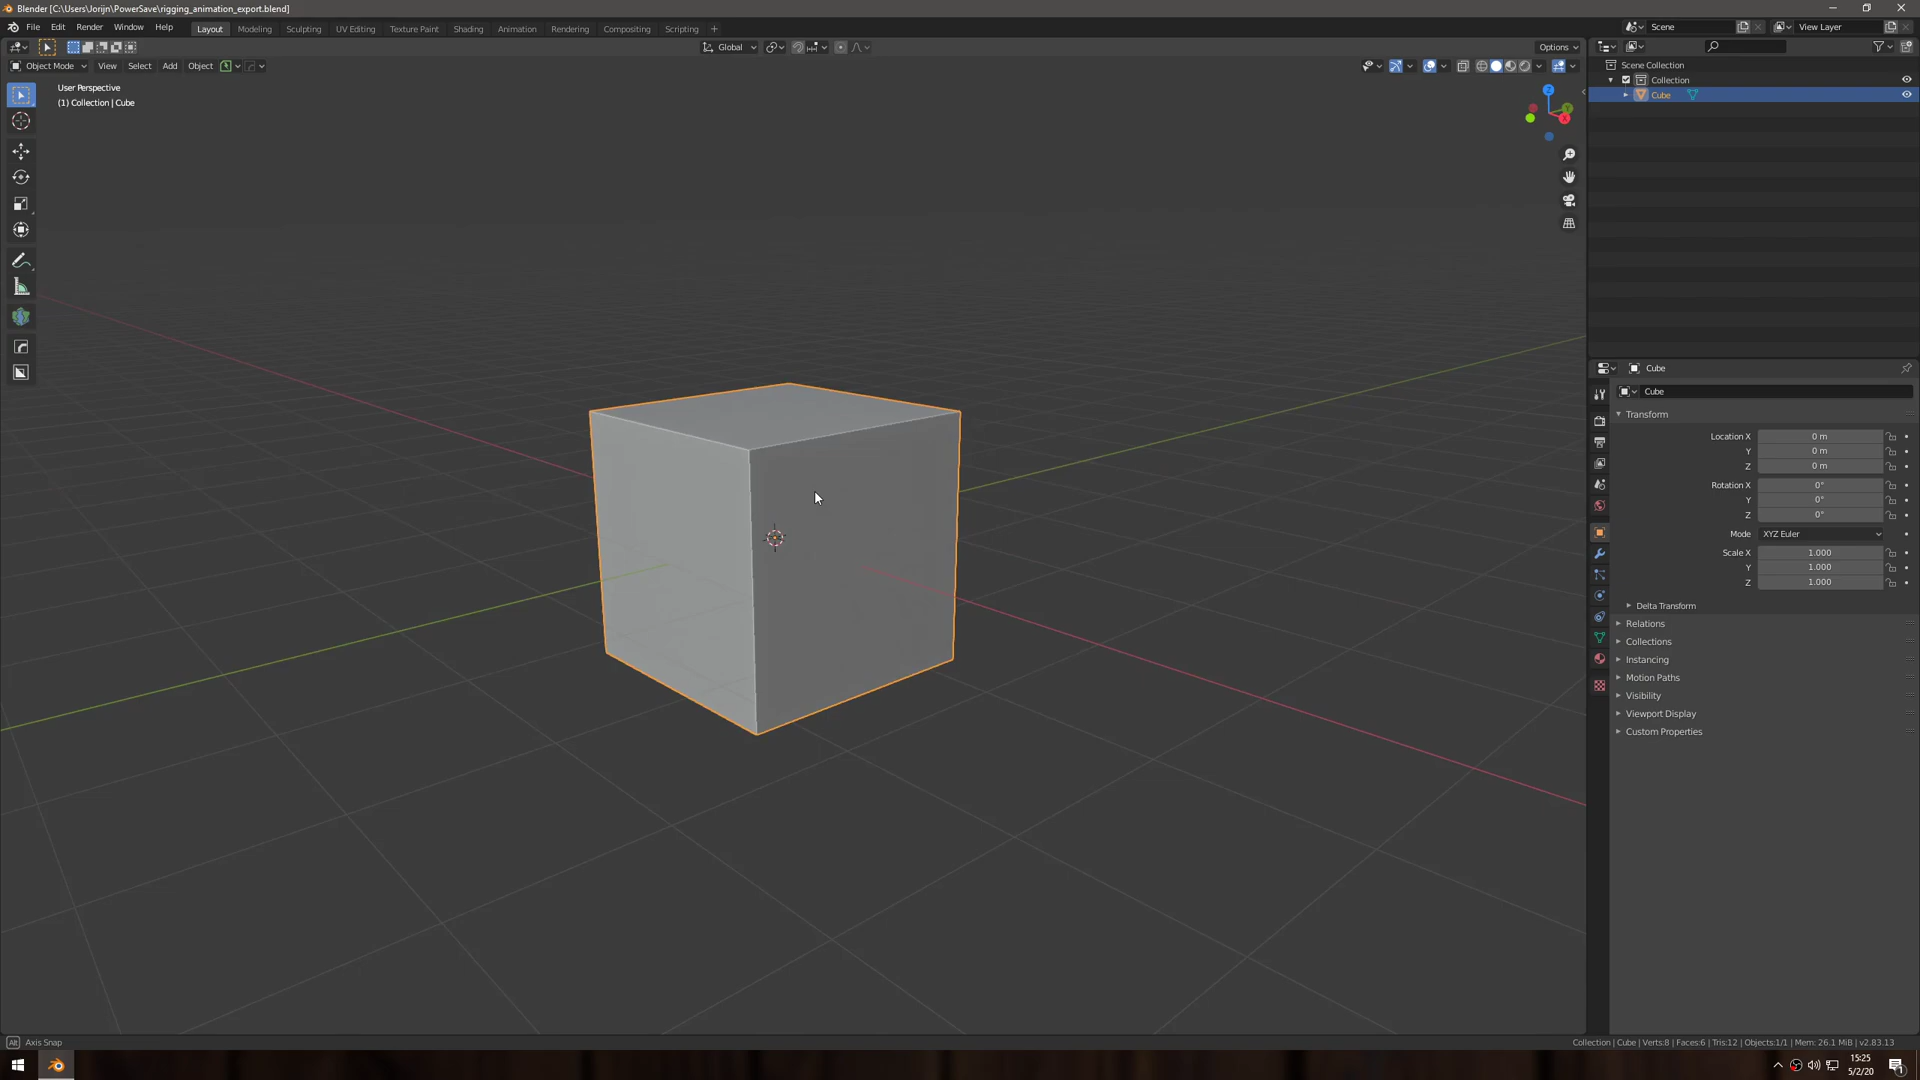 Blender [C:\Users\Jorijn\PowerSave\rigging_animation_export.blend]
File Edit Render Window Help Layout Modeling Sculpting UV Editing Texture Paint Shading Animation Rendering Compositing Scripting + Scene View Layer
Global Options
Object Mode View Select Add Object
User Perspective
(1) Collection | Cube
Scene Collection
Collection
Cube
Z
Y
X
Cube
Cube
Transform
Location X 0 m
Y 0 m
Z 0 m
Rotation X 0°
Y 0°
Z 0°
Mode XYZ Euler
Scale X 1.000
Y 1.000
Z 1.000
Delta Transform
Relations
Collections
Instancing
Motion Paths
Visibility
Viewport Display
Custom Properties
Alt Axis Snap
Collection | Cube | Verts:8 | Faces:6 | Tris:12 | Objects:1/1 | Mem: 26.1 MiB | v2.83.13
15:25
5/2/20